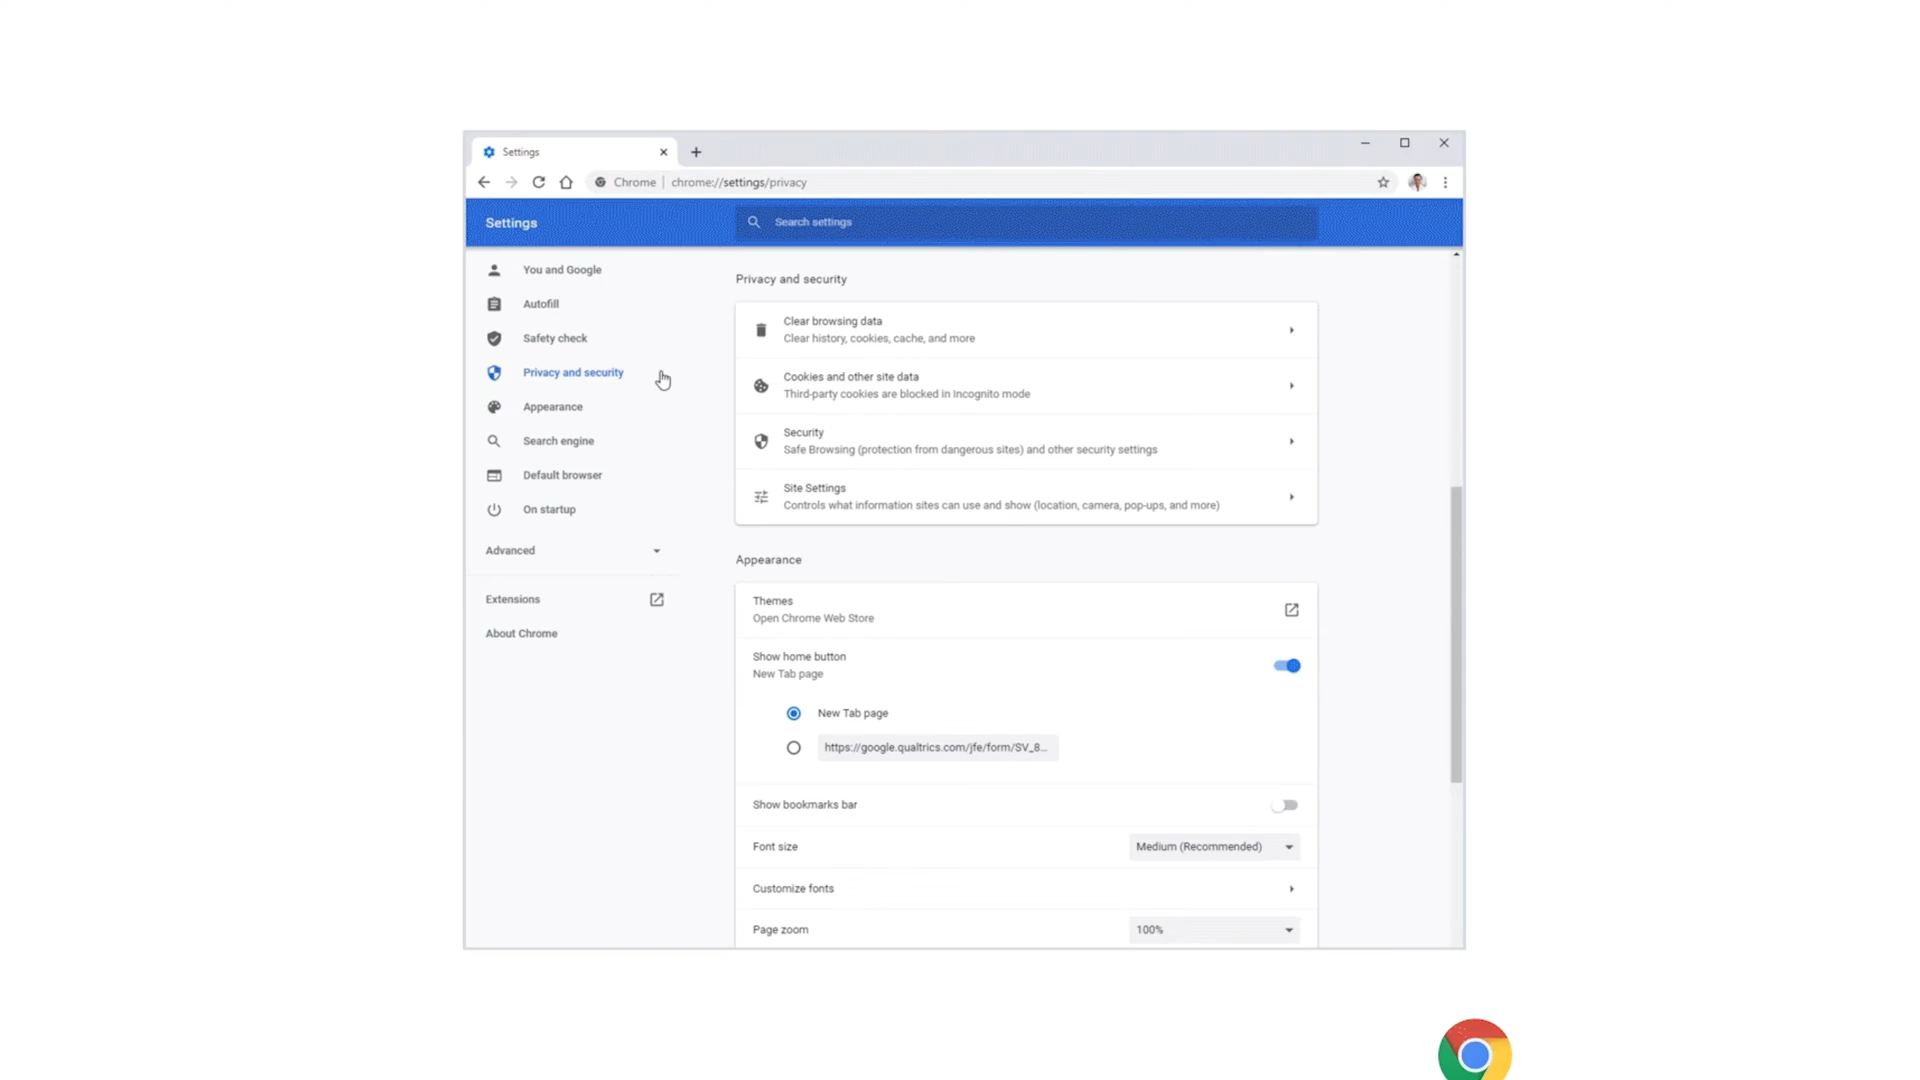 Settings
Chrome | chrome://settings/privacy
Settings
Search settings
You and Google
Autofill
Safety check
Privacy and security
Appearance
Search engine
Default browser
On startup
Advanced
Extensions
About Chrome
Privacy and security
Clear browsing data
Clear history, cookies, cache, and more
Cookies and other site data
Third-party cookies are blocked in Incognito mode
Security
Safe Browsing (protection from dangerous sites) and other security settings
Site Settings
Controls what information sites can use and show (location, camera, pop-ups, and more)
Appearance
Themes
Open Chrome Web Store
Show home button
New Tab page
New Tab page
https://google.qualtrics.com/jfe/form/SV_8...
Show bookmarks bar
Font size
Medium (Recommended)
Customize fonts
Page zoom
100%